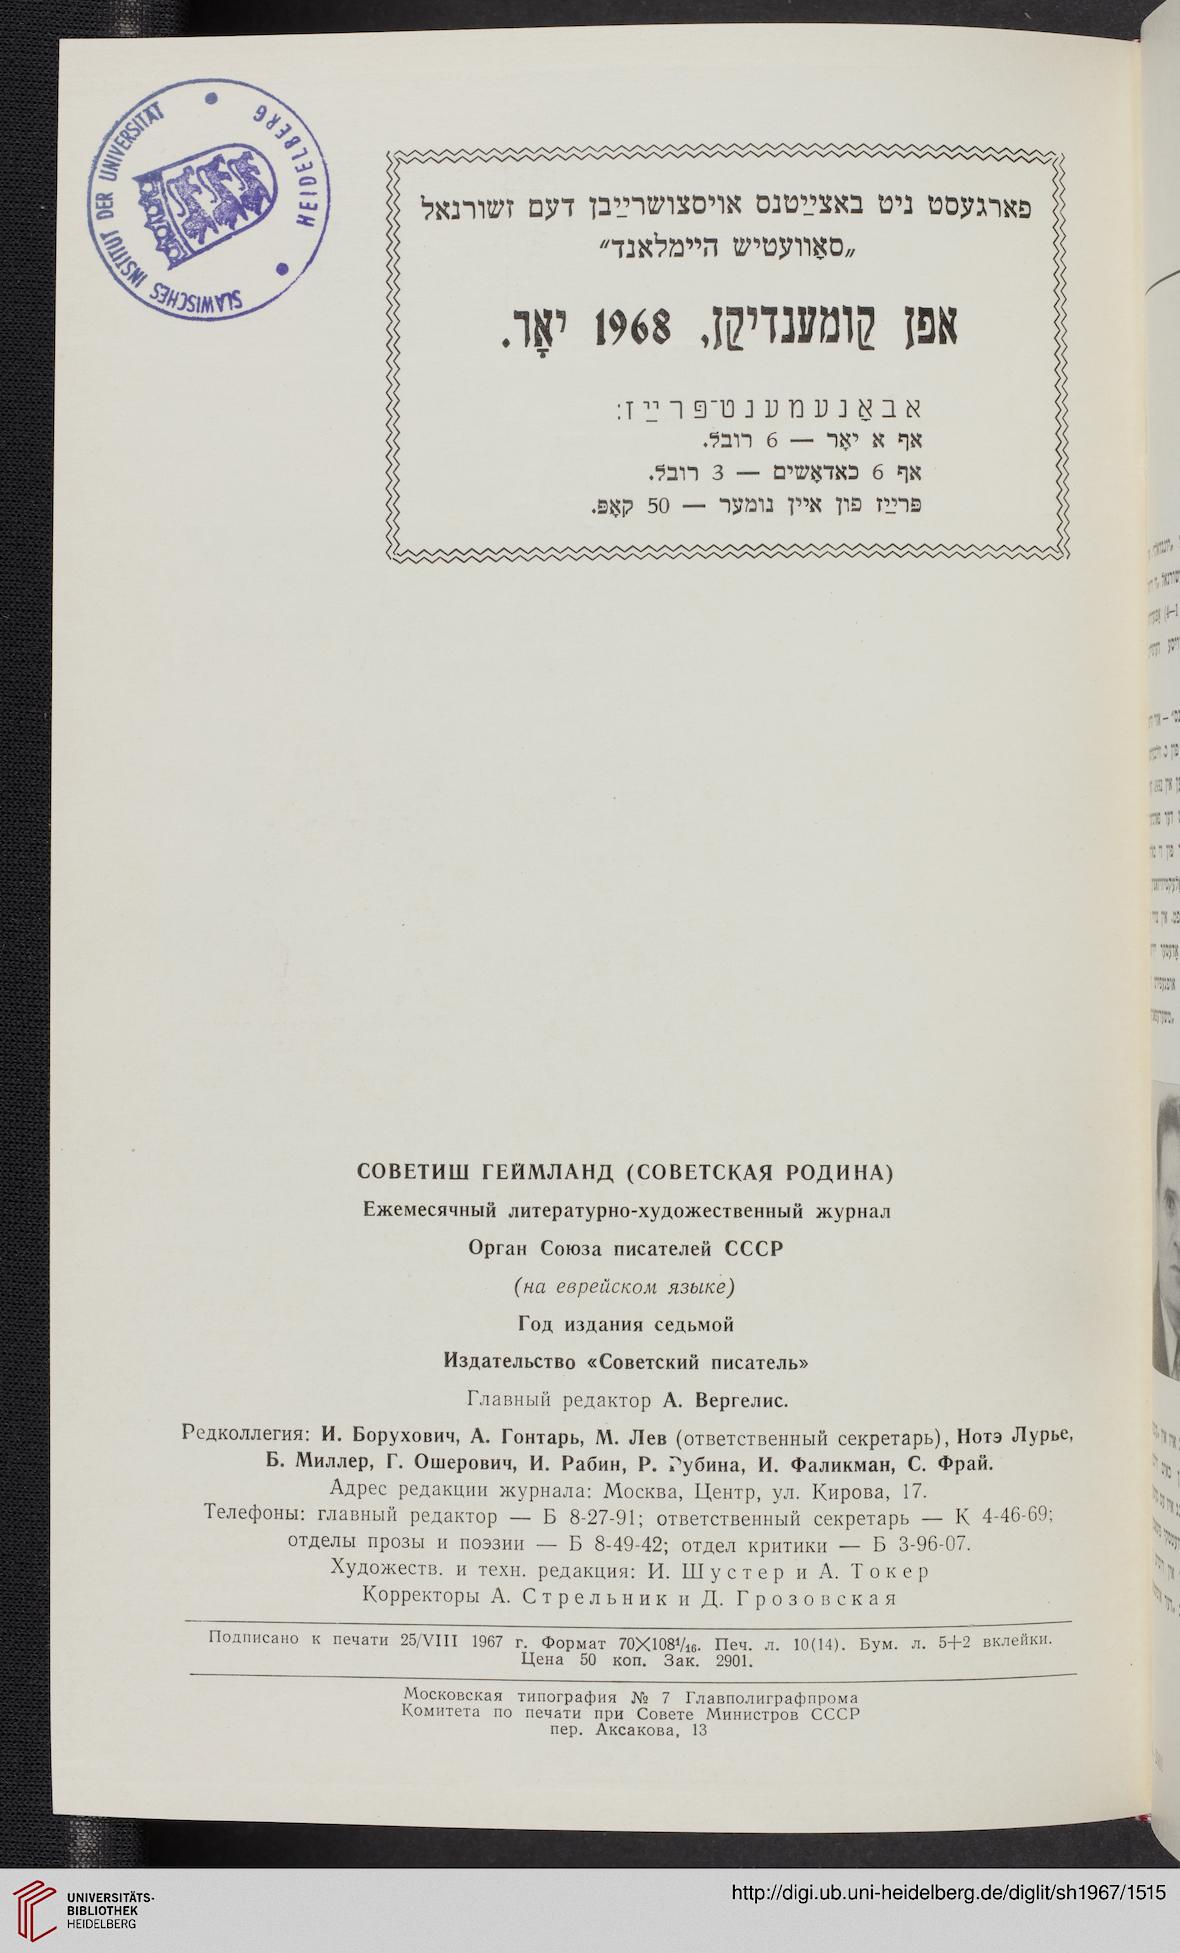 SLAWISCHES INSTITUT DER UNIVERSITÄT
HEIDELBERG
פארגעסט ניט באצײַטנס אויסצושרײַבן דעם זשורנאל
„סאָוועטיש היימלאנד"
אפן קומענדיקן, 1968 יאָר.
אבאָנעמענט־פּרײַז:
אף א יאָר — 6 רובל.
אף 6 כאדאָשים — 3 רובל.
פּרײַז פון איין נומער — 50 קאָפּ.
СОВЕТИШ ГЕЙМЛАНД (СОВЕТСКАЯ РОДИНА)
Ежемесячный литературно-художественный журнал
Орган Союза писателей СССР
(на еврейском языке)
Год издания седьмой
Издательство «Советский писатель»
Главный редактор А. Вергелис.
Редколлегия: И. Борухович, А. Гонтарь, М. Лев (ответственный секретарь), Нотэ Лурье,
Б. Миллер, Г. Ошерович, И. Рабин, Р. Рубина, И. Фаликман, С. Фрай.
Адрес редакции журнала: Москва, Центр, ул. Кирова, 17.
Телефоны: главный редактор — Б 8-27-91; ответственный секретарь — К 4-46-69;
отделы прозы и поэзии — Б 8-49-42; отдел критики — Б 3-96-07.
Художеств. и техн. редакция: И. Шустер и А. Токер
Корректоры А. Стрельник и Д. Грозовская
Подписано к печати 25/VIII 1967 г. Формат 70×108¹/₁₆. Печ. л. 10(14). Бум. л. 5+2 вклейки.
Цена 50 коп. Зак. 2901.
Московская типография № 7 Главполиграфпрома
Комитета по печати при Совете Министров СССР
пер. Аксакова, 13
UNIVERSITÄTS-
BIBLIOTHEK
HEIDELBERG
http://digi.ub.uni-heidelberg.de/diglit/sh1967/1515